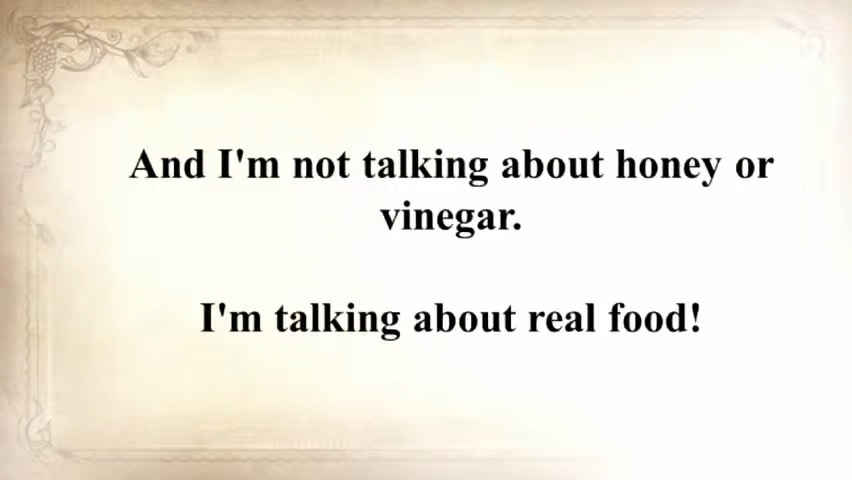 And I'm not talking about honey or
vinegar.
I'm talking about real food!